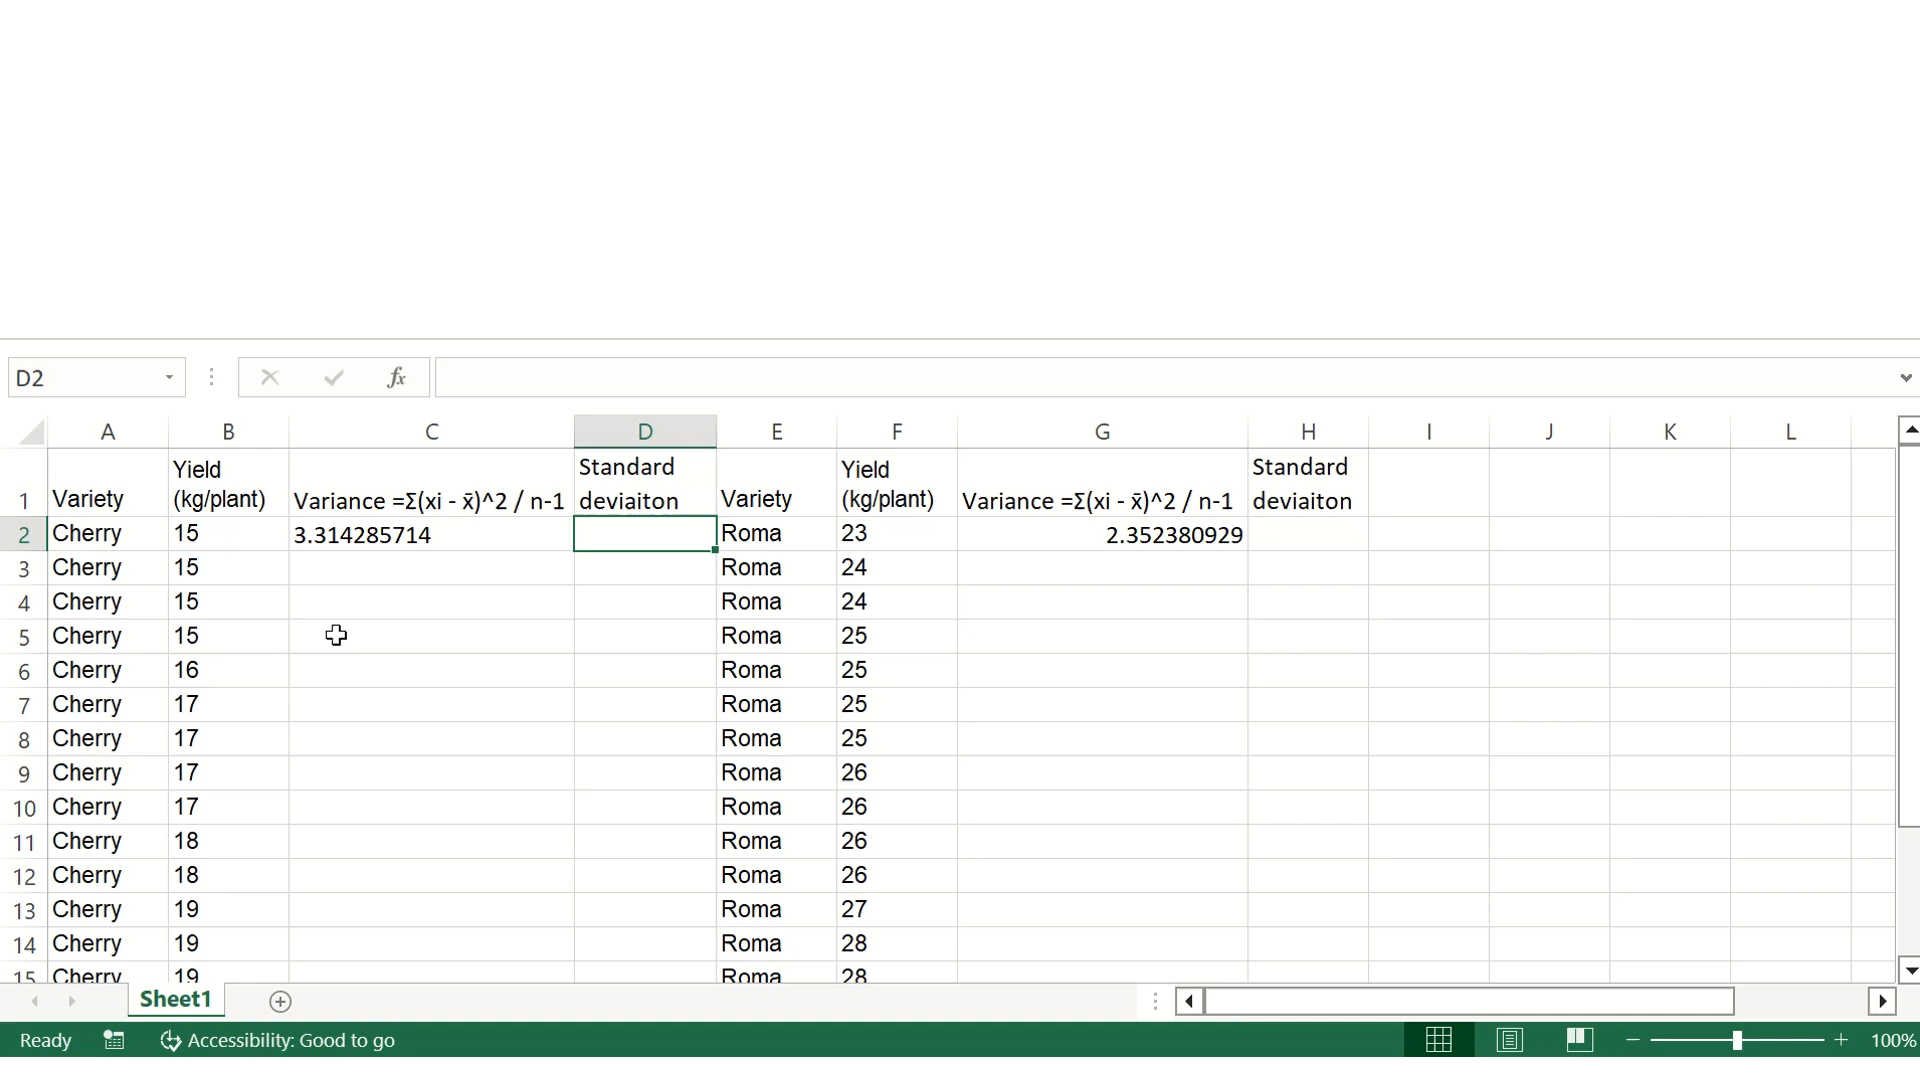 D2
fx
A B C D E F G H I J K L
1 Variety Yield (kg/plant) Variance =Σ(xi - x̄)^2 / n-1 Standard deviaiton Variety Yield (kg/plant) Variance =Σ(xi - x̄)^2 / n-1 Standard deviaiton
2 Cherry 15 3.314285714 Roma 23 2.352380929
3 Cherry 15 Roma 24
4 Cherry 15 Roma 24
5 Cherry 15 Roma 25
6 Cherry 16 Roma 25
7 Cherry 17 Roma 25
8 Cherry 17 Roma 25
9 Cherry 17 Roma 26
10 Cherry 17 Roma 26
11 Cherry 18 Roma 26
12 Cherry 18 Roma 26
13 Cherry 19 Roma 27
14 Cherry 19 Roma 28
15 Cherry 19 Roma 28
Sheet1
Ready Accessibility: Good to go 100%